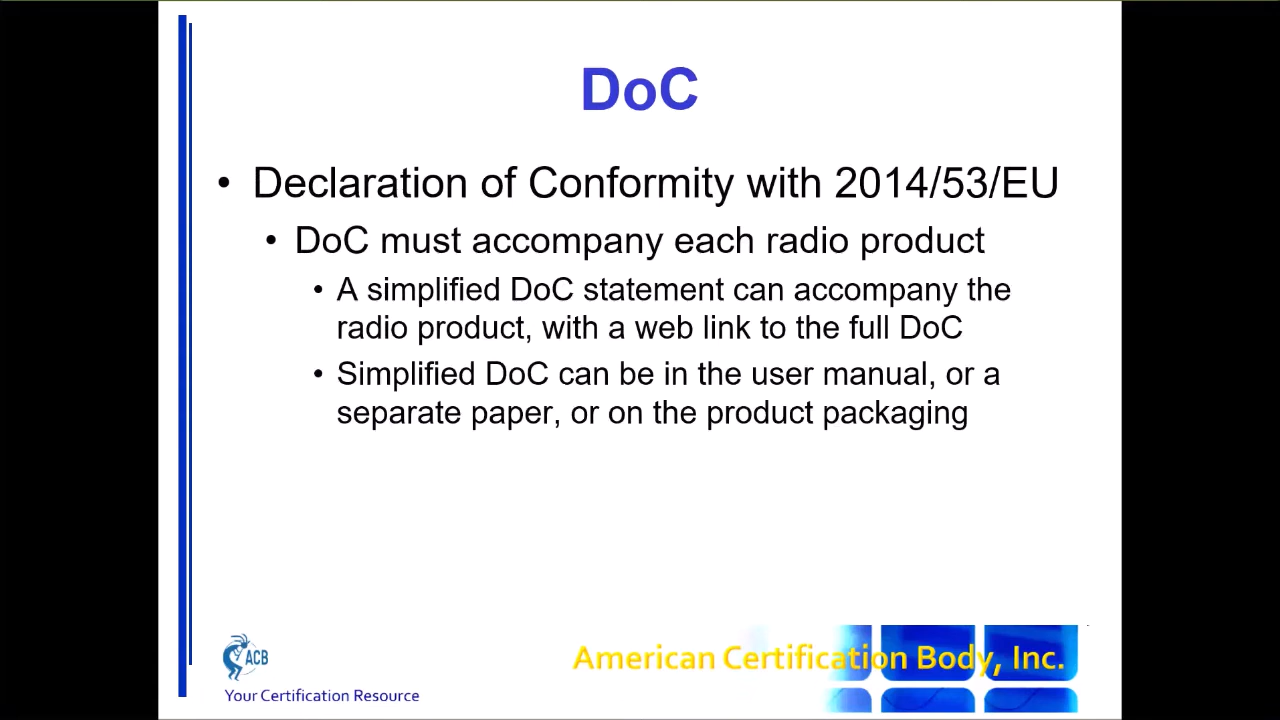 DoC
• Declaration of Conformity with 2014/53/EU
• DoC must accompany each radio product
• A simplified DoC statement can accompany the
radio product, with a web link to the full DoC
• Simplified DoC can be in the user manual, or a
separate paper, or on the product packaging
ACB
American Certification Body, Inc.
Your Certification Resource